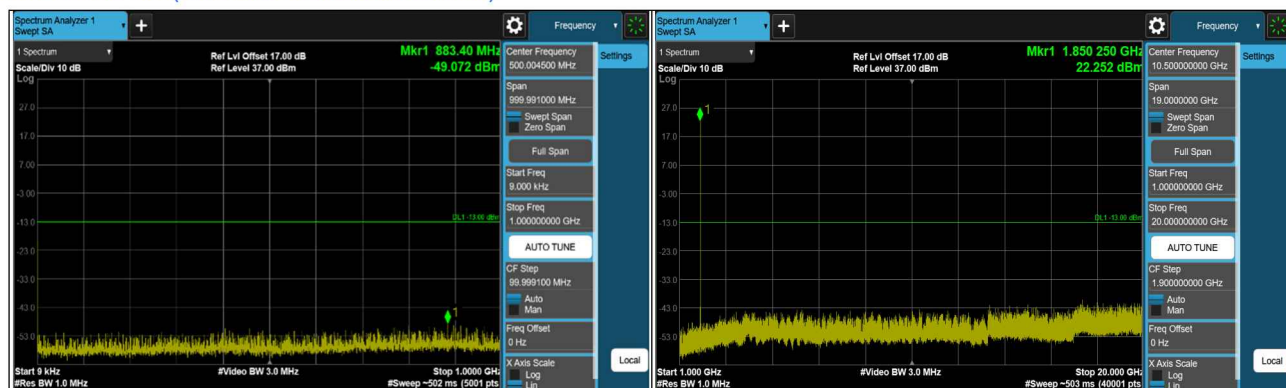 Spectrum Analyzer 1
Swept SA
+
Frequency
1 Spectrum
Scale/Div 10 dB
Log
Ref Lvl Offset 17.00 dB
Ref Level 37.00 dBm
Mkr1 883.40 MHz
-49.072 dBm
27.0
17.0
7.00
-3.00
-13.0
-23.0
-33.0
-43.0
-53.0
DL1 -13.00 dBm
1
Start 9 kHz
#Res BW 1.0 MHz
#Video BW 3.0 MHz
Stop 1.0000 GHz
#Sweep ~502 ms (5001 pts
Center Frequency
500.004500 MHz
Settings
Span
999.991000 MHz
Swept Span
Zero Span
Full Span
Start Freq
9.000 kHz
Stop Freq
1.000000000 GHz
AUTO TUNE
CF Step
99.999100 MHz
Auto
Man
Freq Offset
0 Hz
X Axis Scale
Log
Lin
Local
Spectrum Analyzer 1
Swept SA
+
Frequency
1 Spectrum
Scale/Div 10 dB
Log
Ref Lvl Offset 17.00 dB
Ref Level 37.00 dBm
Mkr1 1.850 250 GHz
22.252 dBm
27.0
17.0
7.00
-3.00
-13.0
-23.0
-33.0
-43.0
-53.0
DL1 -13.00 dBm
1
Start 1.000 GHz
#Res BW 1.0 MHz
#Video BW 3.0 MHz
Stop 20.000 GHz
#Sweep ~503 ms (40001 pts
Center Frequency
10.500000000 GHz
Settings
Span
19.0000000 GHz
Swept Span
Zero Span
Full Span
Start Freq
1.000000000 GHz
Stop Freq
20.000000000 GHz
AUTO TUNE
CF Step
1.900000000 GHz
Auto
Man
Freq Offset
0 Hz
X Axis Scale
Log
Lin
Local